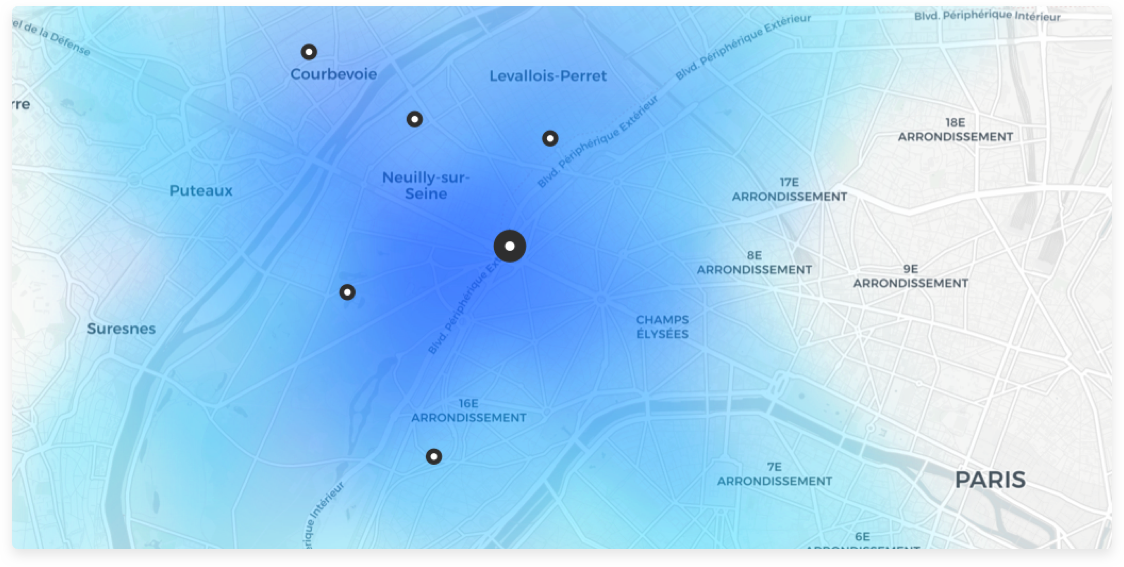 Blvd. Périphérique Intérieur
el de la Défense
Blvd. Périphérique Extérieur
Courbevoie
Levallois-Perret
rre
Blvd. Périphérique Extérieur
18E
ARRONDISSEMENT
Neuilly-sur-
Seine
Puteaux
17E
ARRONDISSEMENT
8E
ARRONDISSEMENT
9E
ARRONDISSEMENT
Blvd. Périphérique Ex
Suresnes
CHAMPS
ÉLYSÉES
16E
ARRONDISSEMENT
7E
ARRONDISSEMENT
PARIS
rique Intérieur
6E
ARRONDISSEMENT